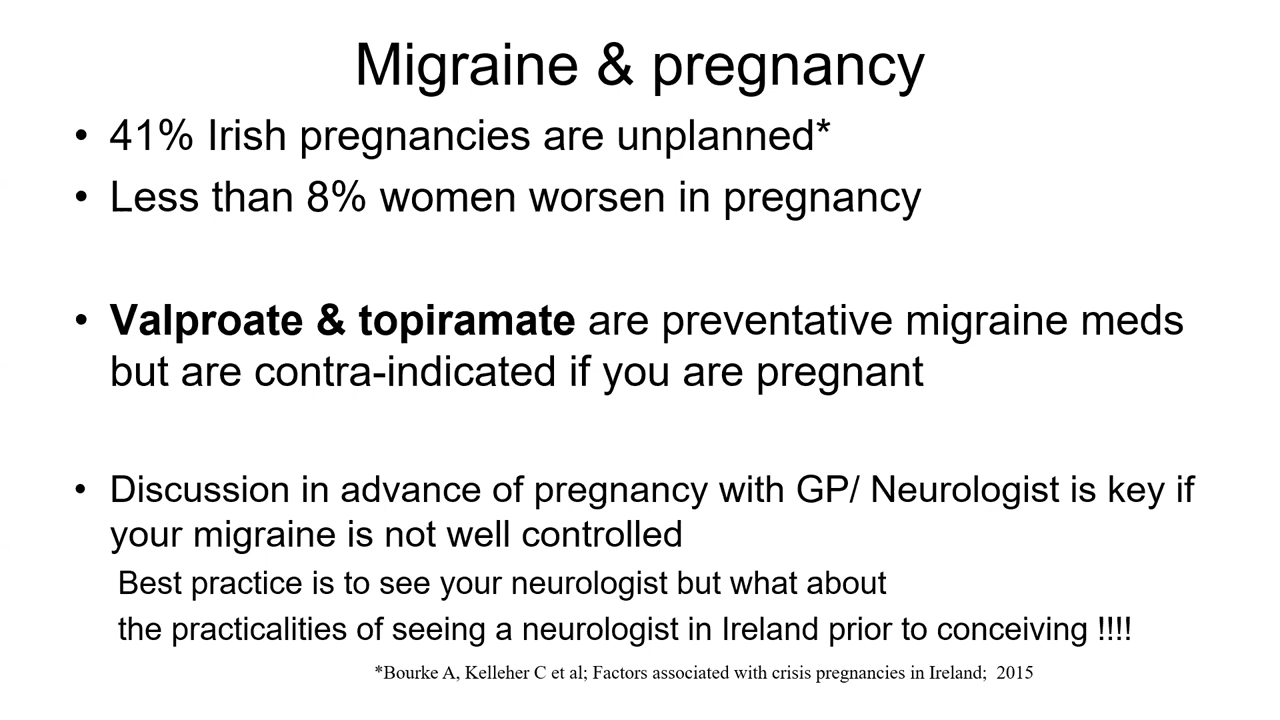 Migraine & pregnancy
• 41% Irish pregnancies are unplanned*
• Less than 8% women worsen in pregnancy
• Valproate & topiramate are preventative migraine meds
but are contra-indicated if you are pregnant
• Discussion in advance of pregnancy with GP/ Neurologist is key if
your migraine is not well controlled
Best practice is to see your neurologist but what about
the practicalities of seeing a neurologist in Ireland prior to conceiving !!!!
*Bourke A, Kelleher C et al; Factors associated with crisis pregnancies in Ireland;  2015